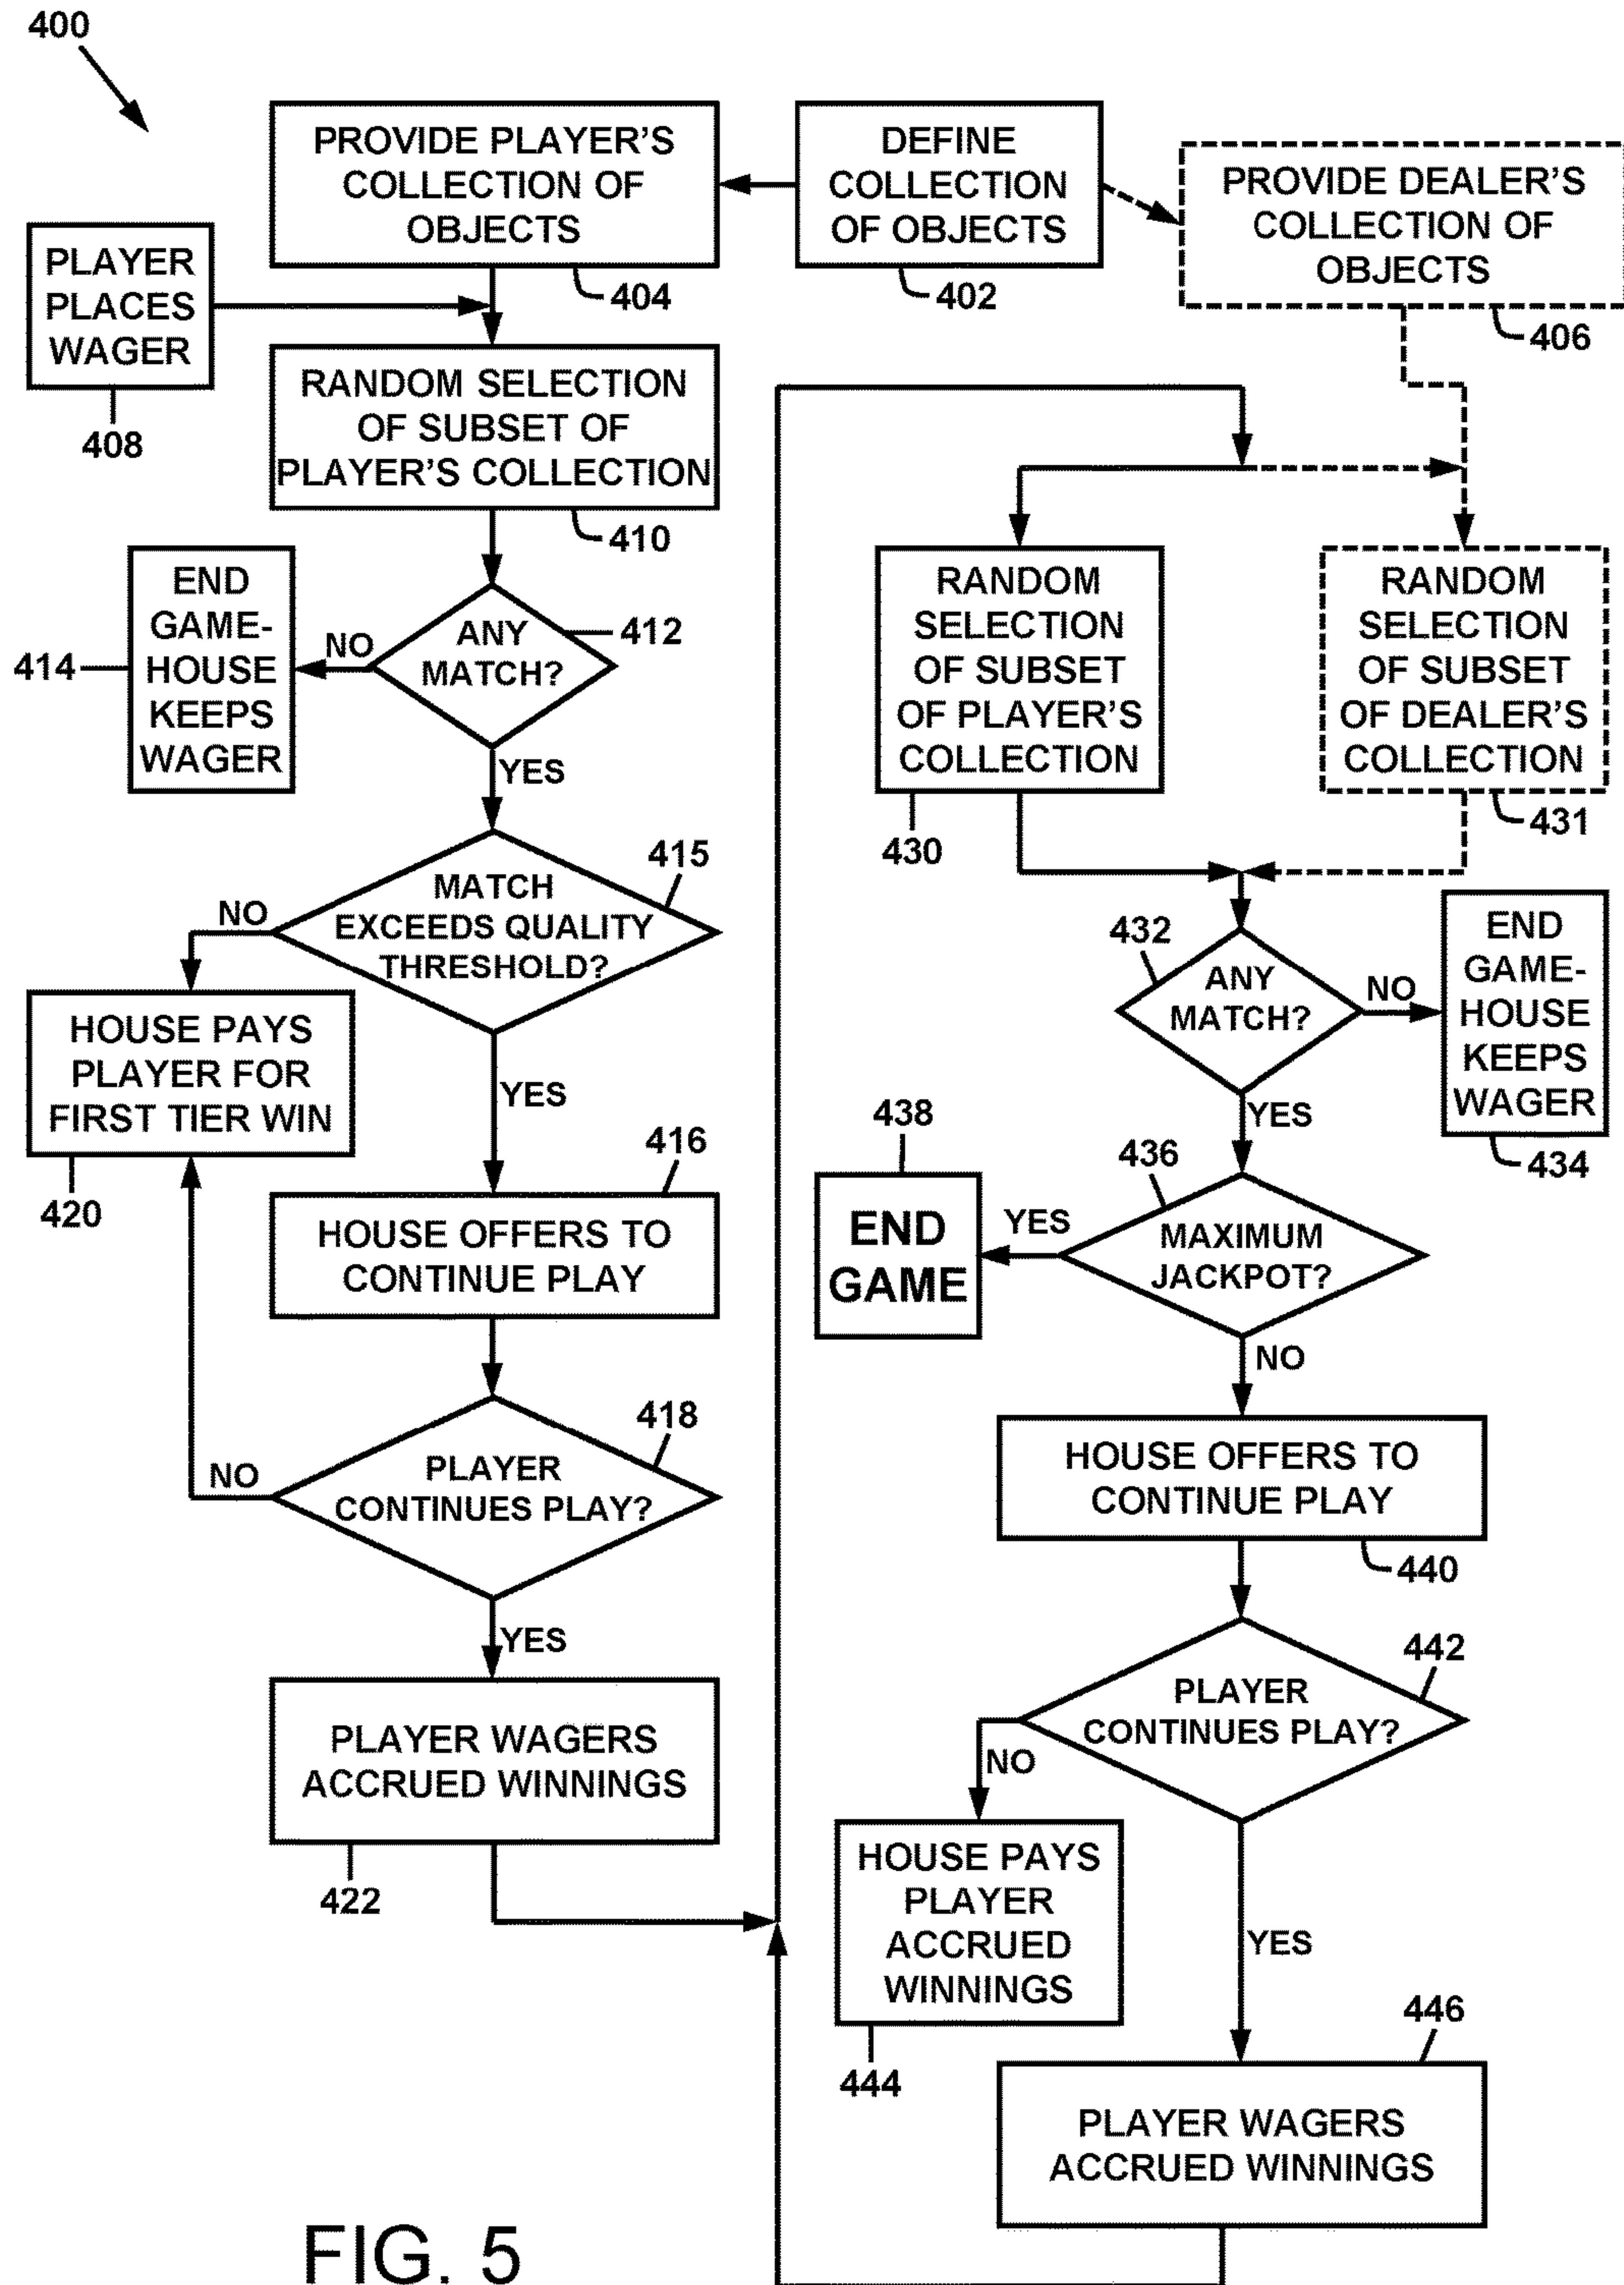 400
PROVIDE PLAYER'S
COLLECTION OF
OBJECTS
404
DEFINE
COLLECTION
OF OBJECTS
402
PROVIDE DEALER'S
COLLECTION OF
OBJECTS
406
PLAYER
PLACES
WAGER
408
RANDOM SELECTION
OF SUBSET OF
PLAYER'S COLLECTION
410
ANY
MATCH?
412
NO
END
GAME-
HOUSE
KEEPS
WAGER
414
YES
MATCH
EXCEEDS QUALITY
THRESHOLD?
415
NO
HOUSE PAYS
PLAYER FOR
FIRST TIER WIN
420
YES
416
HOUSE OFFERS TO
CONTINUE PLAY
418
PLAYER
CONTINUES PLAY?
NO
YES
PLAYER WAGERS
ACCRUED WINNINGS
422
RANDOM
SELECTION
OF SUBSET
OF PLAYER'S
COLLECTION
430
RANDOM
SELECTION
OF SUBSET
OF DEALER'S
COLLECTION
431
432
ANY
MATCH?
NO
END
GAME-
HOUSE
KEEPS
WAGER
434
YES
436
MAXIMUM
JACKPOT?
YES
438
END
GAME
NO
HOUSE OFFERS TO
CONTINUE PLAY
440
442
PLAYER
CONTINUES PLAY?
NO
HOUSE PAYS
PLAYER
ACCRUED
WINNINGS
444
YES
446
PLAYER WAGERS
ACCRUED WINNINGS
FIG. 5